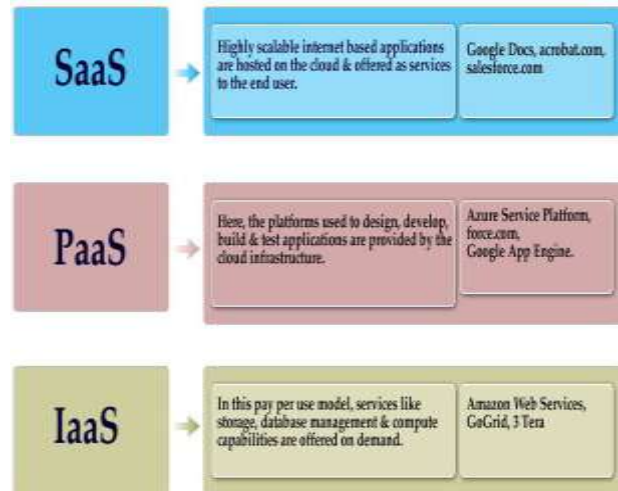 SaaS
Highly scalable internet based applications
are hosted on the cloud & offered as services
to the end user.
Google Docs, acrobat.com,
salesforce.com
PaaS
Here, the platforms used to design, develop,
build & test applications are provided by the
cloud infrastructure.
Azure Service Platform,
force.com,
Google App Engine.
IaaS
In this pay per use model, services like
storage, database management & compute
capabilities are offered on demand.
Amazon Web Services,
GoGrid, 3 Tera